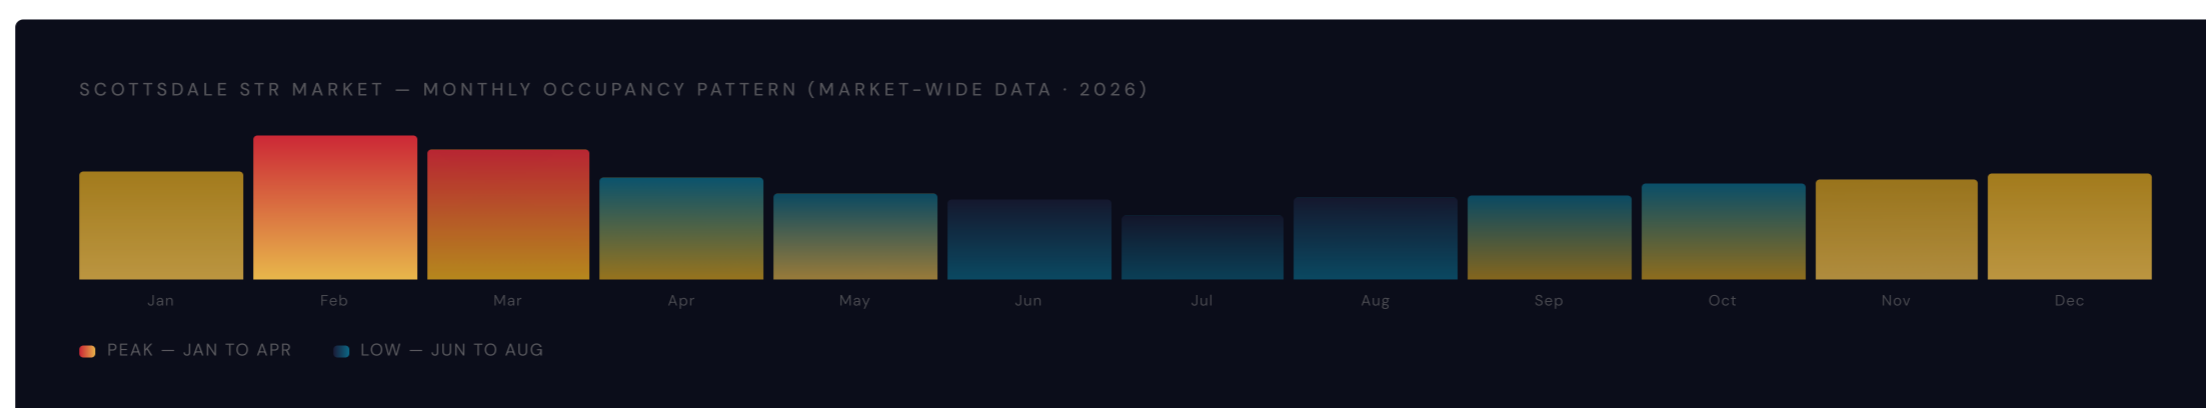 SCOTTSDALE STR MARKET — MONTHLY OCCUPANCY PATTERN (MARKET-WIDE DATA · 2026)
Jan Feb Mar Apr May Jun Jul Aug Sep Oct Nov Dec
PEAK — JAN TO APR LOW — JUN TO AUG